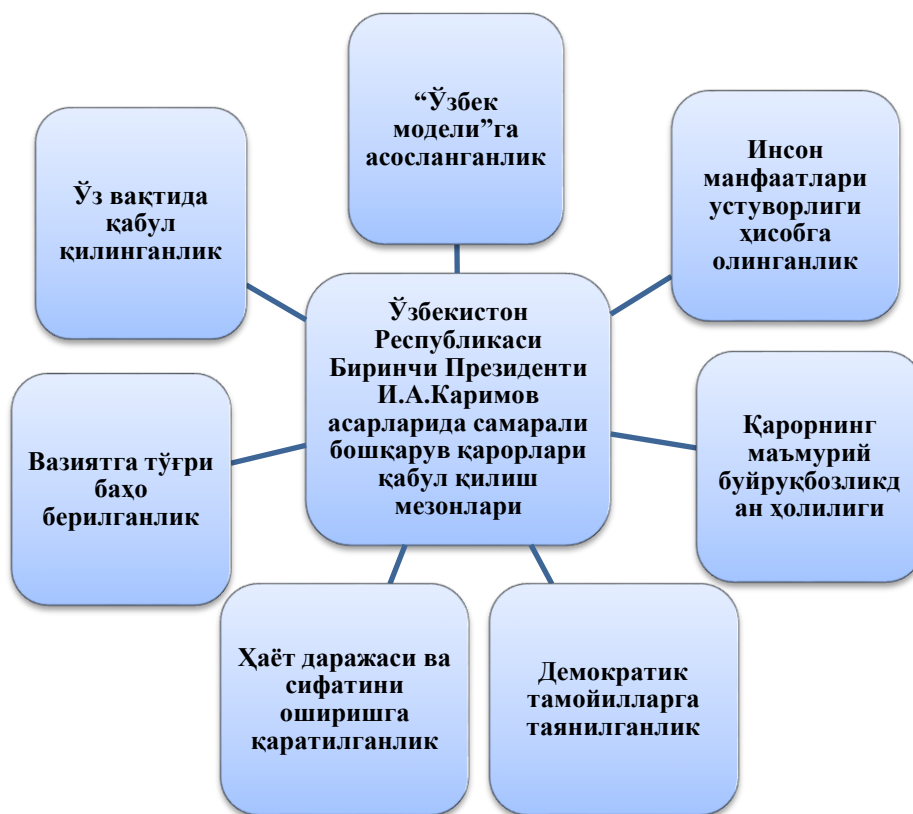 “Ўзбек
модели”га
асосланганлик
Инсон
манфаатлари
устуворлиги
ҳисобга
олинганлик
Қарорнинг
маъмурий
буйруқбозликд
ан ҳолилиги
Демократик
тамойилларга
таянилганлик
Ҳаёт даражаси ва
сифатини
оширишга
қаратилганлик
Вазиятга тўғри
баҳо
берилганлик
Ўз вақтида
қабул
қилинганлик
Ўзбекистон
Республикаси
Биринчи Президенти
И.А.Каримов
асарларида самарали
бошқарув қарорлари
қабул қилиш
мезонлари